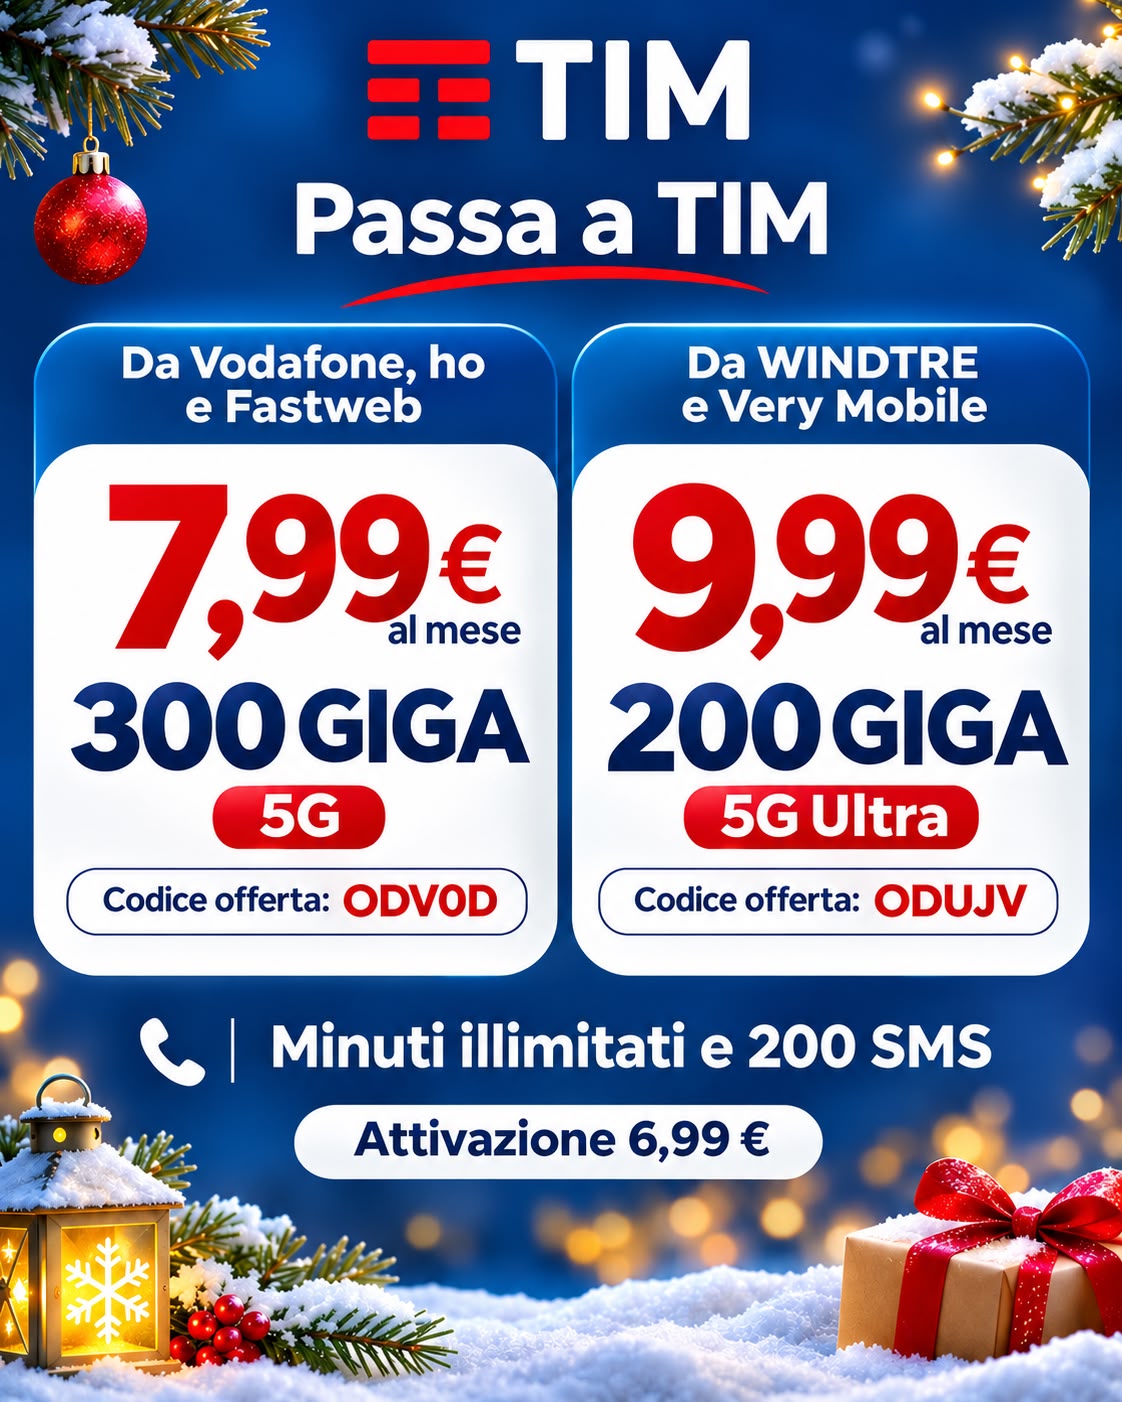 TIM
Passa a TIM
Da Vodafone, ho
e Fastweb
7,99€
al mese
300 GIGA
5G
Codice offerta: ODV0D
Da WINDTRE
e Very Mobile
9,99€
al mese
200 GIGA
5G Ultra
Codice offerta: ODUJV
Minuti illimitati e 200 SMS
Attivazione 6,99 €